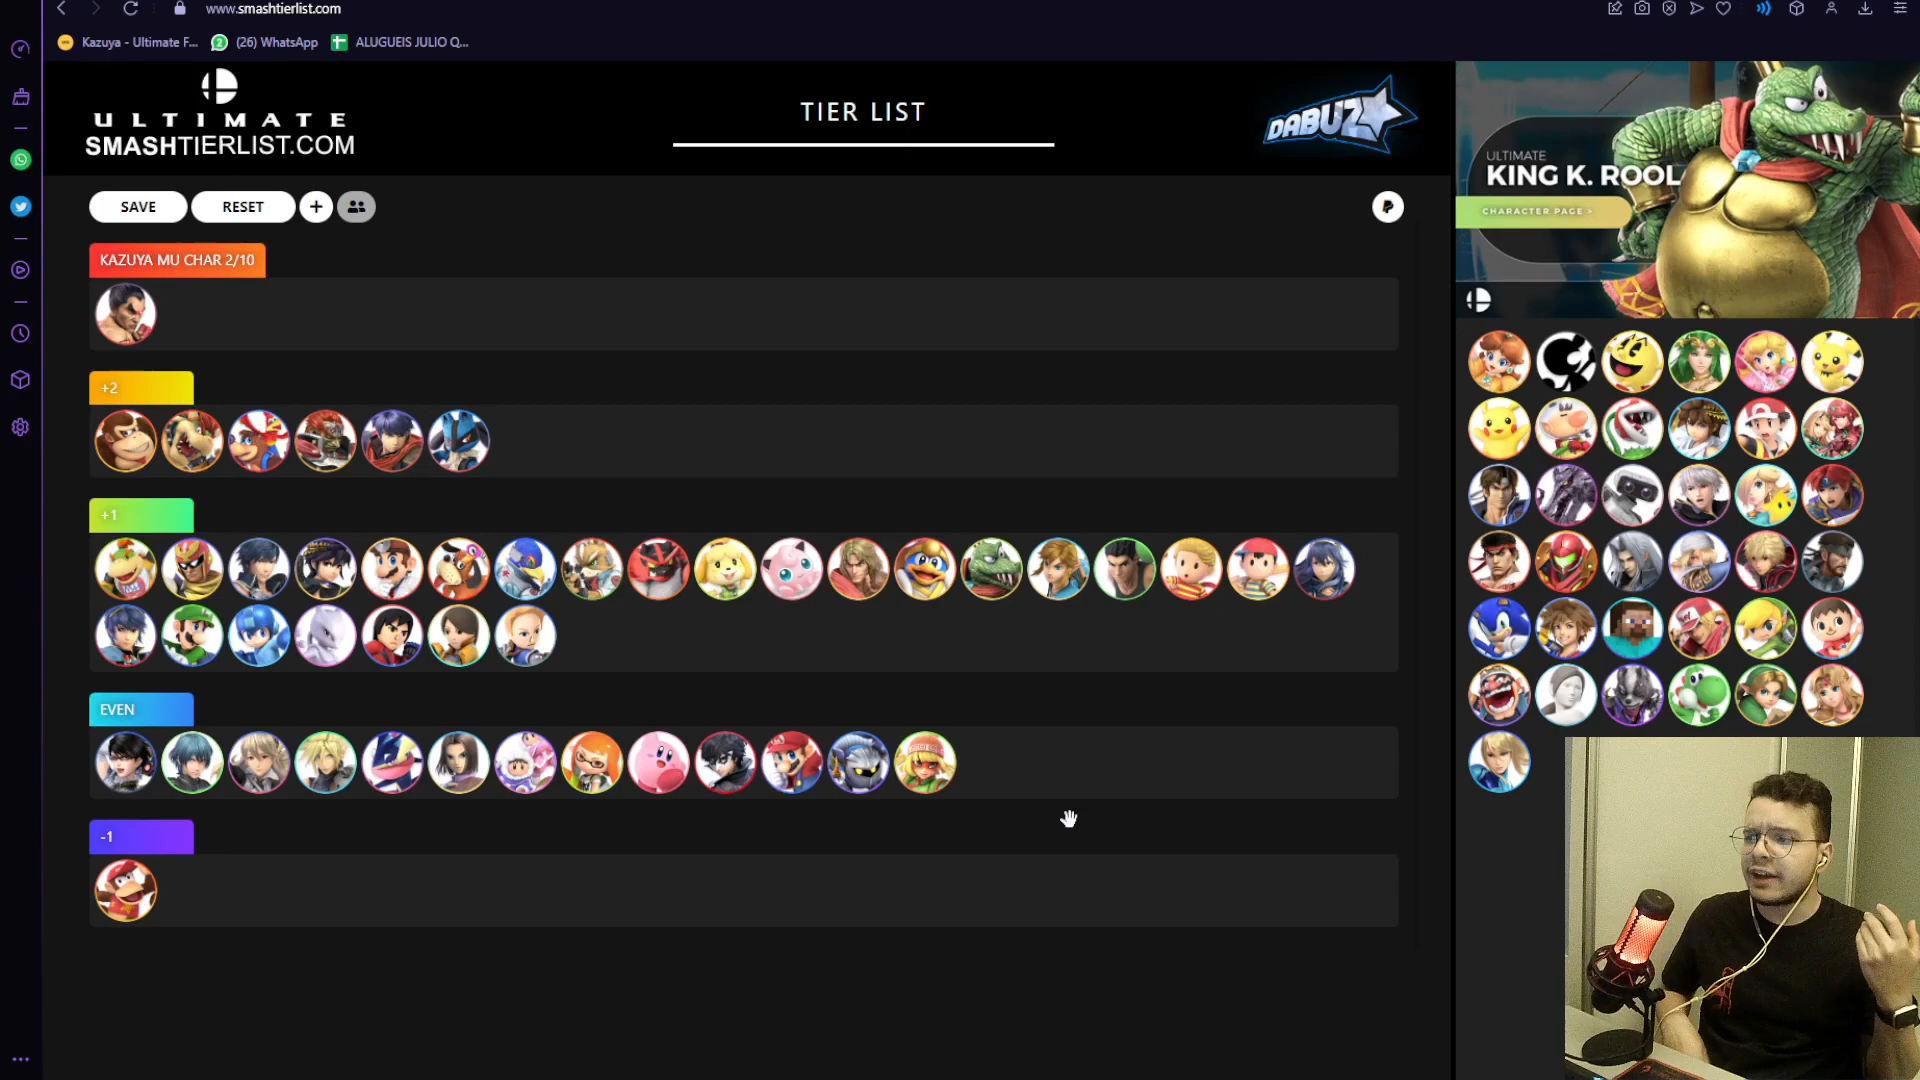 www.smashtierlist.com
Kazuya - Ultimate F...
2
(26) WhatsApp
ALUGUEIS JULIO Q...
ULTIMATE
SMASHTIERLIST.COM
TIER LIST
DABUZ
SAVE
RESET
+
KAZUYA MU CHAR 2/10
+2
+1
EVEN
-1
ULTIMATE
KING K. ROOL
CHARACTER PAGE >